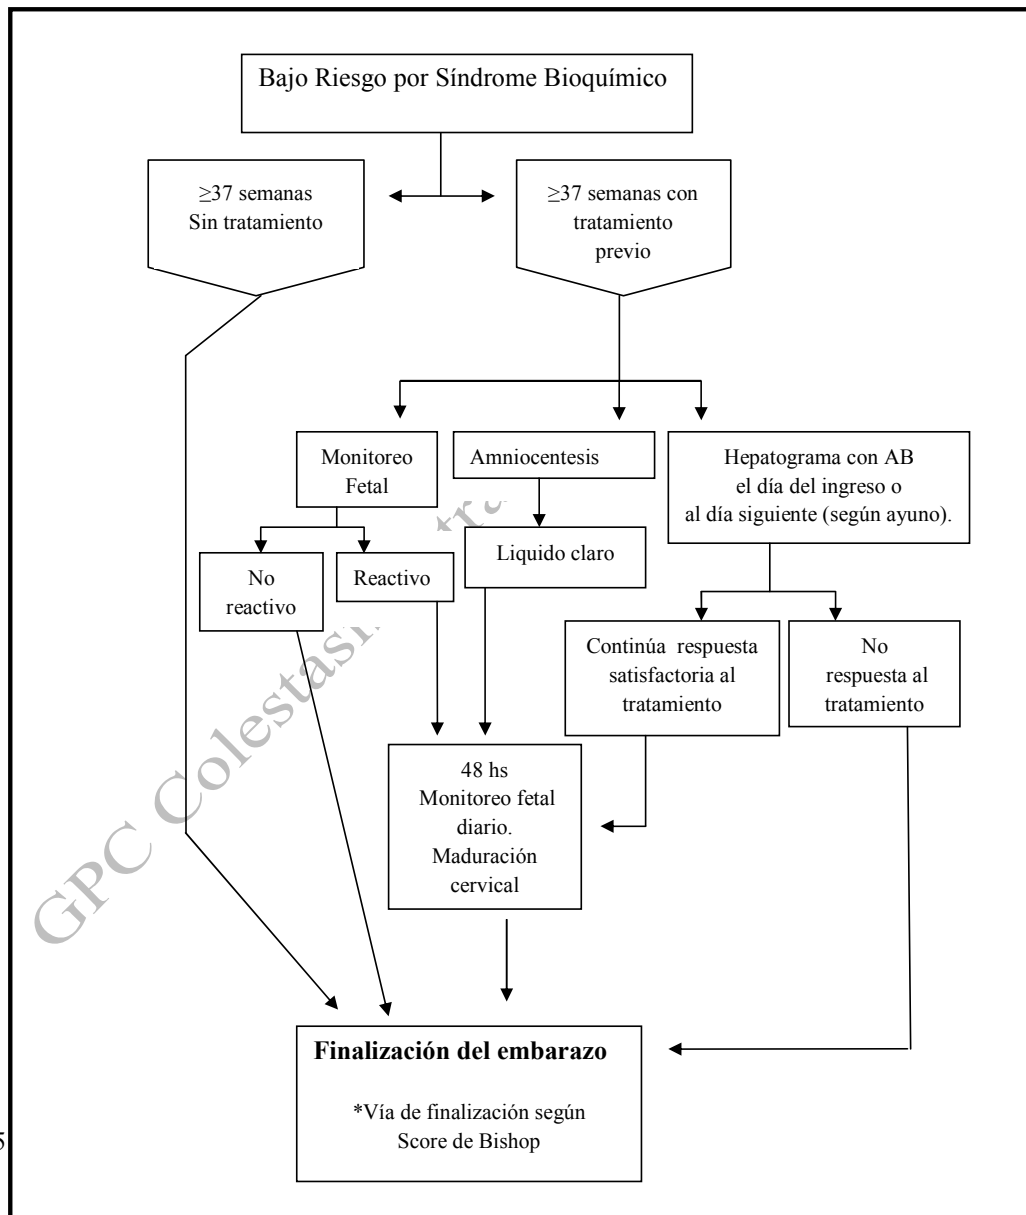 Bajo Riesgo por Síndrome Bioquímico
≥37 semanas
Sin tratamiento
≥37 semanas con
tratamiento
previo
Monitoreo
Fetal
Amniocentesis
Hepatograma con AB
el día del ingreso o
al día siguiente (según ayuno).
No
reactivo
Reactivo
Liquido claro
Continúa respuesta
satisfactoria al
tratamiento
No
respuesta al
tratamiento
48 hs
Monitoreo fetal
diario.
Maduración
cervical
GPC Colestasi
tra
Finalización del embarazo
*Vía de finalización según
Score de Bishop
5